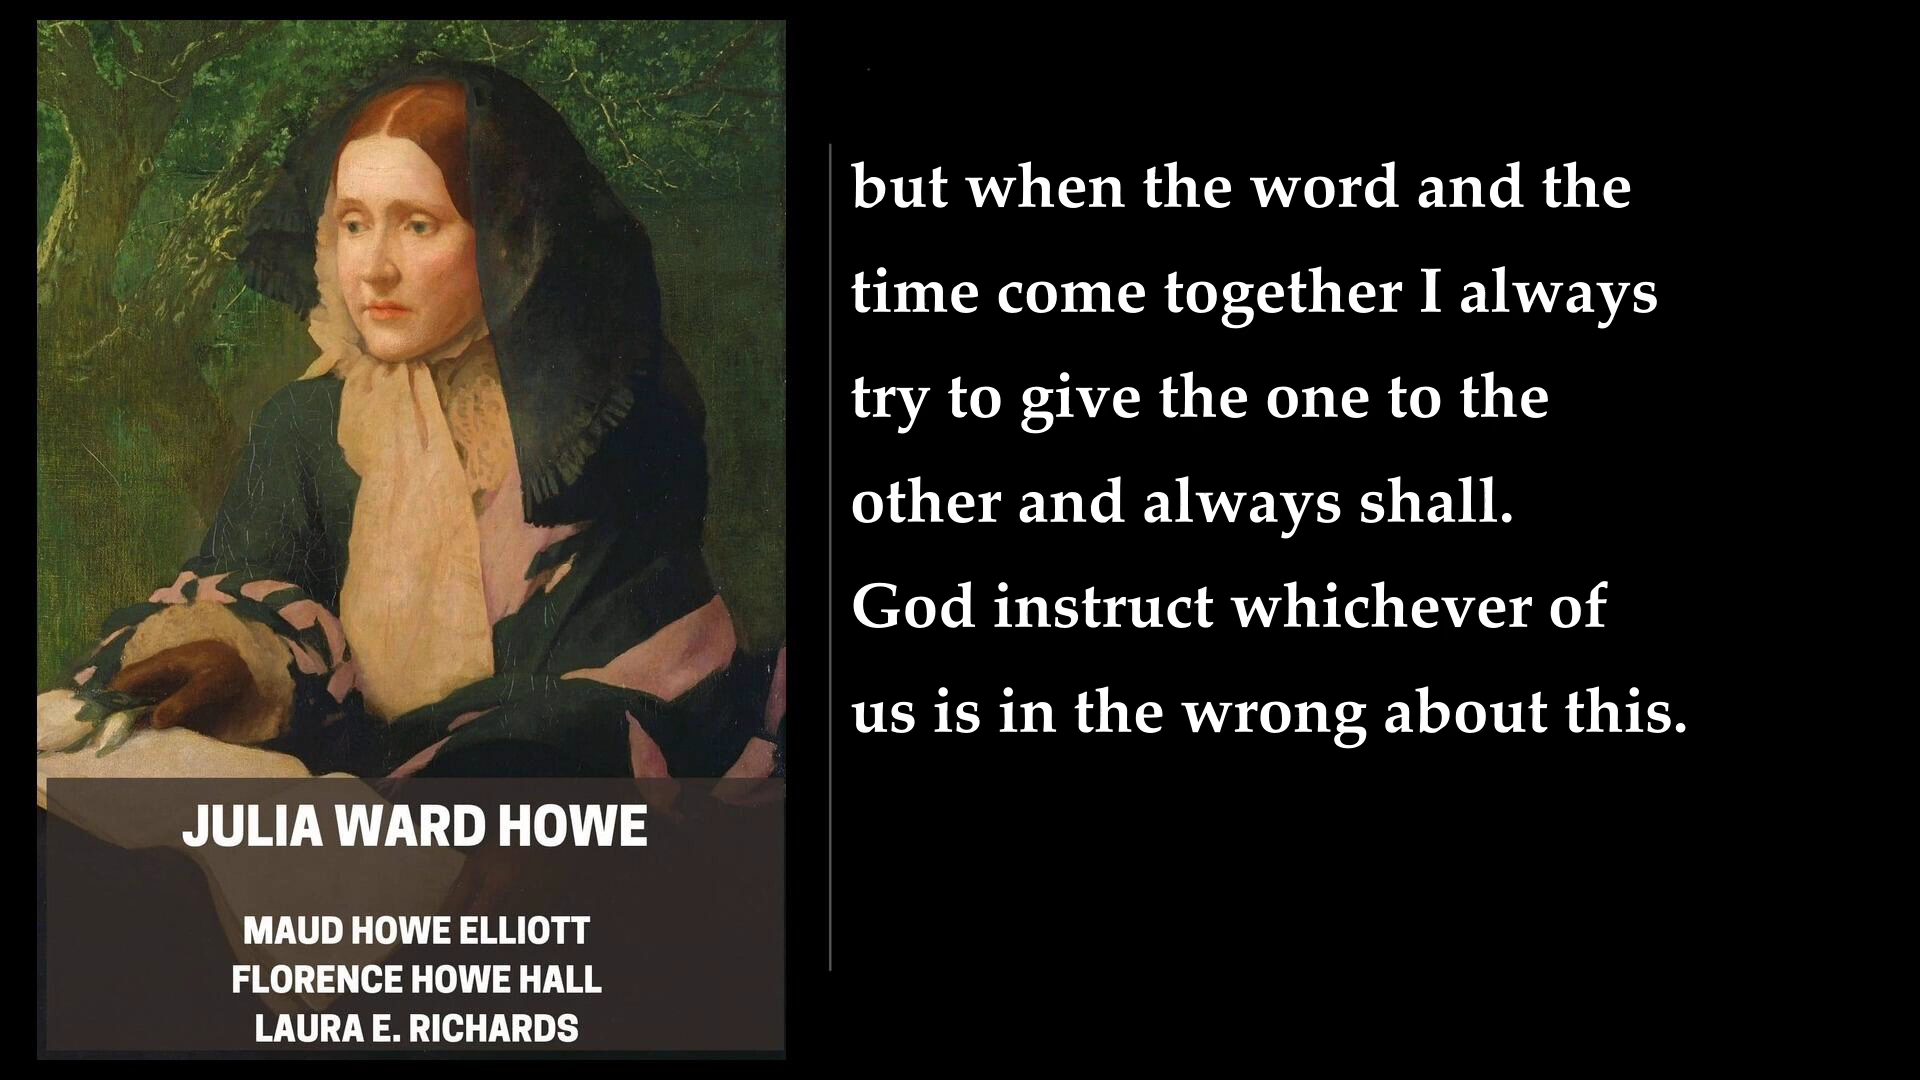 JULIA WARD HOWE
MAUD HOWE ELLIOTT
FLORENCE HOWE HALL
LAURA E. RICHARDS
but when the word and the
time come together I always
try to give the one to the
other and always shall.
God instruct whichever of
us is in the wrong about this.